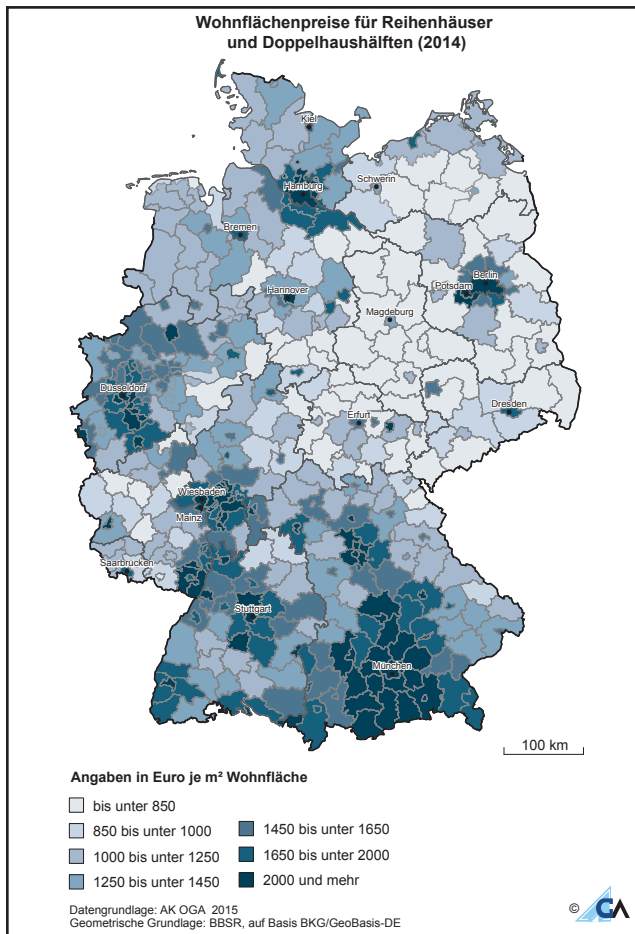 Wohnflächenpreise für Reihenhäuser
und Doppelhaushälften (2014)
Kiel
Schwerin
Hamburg
Bremen
Berlin
Potsdam
Hannover
Magdeburg
Düsseldorf
Dresden
Erfurt
Wiesbaden
Mainz
Saarbrücken
Stuttgart
München
100 km
Angaben in Euro je m² Wohnfläche
bis unter 850
850 bis unter 1000
1000 bis unter 1250
1250 bis unter 1450
1450 bis unter 1650
1650 bis unter 2000
2000 und mehr
Datengrundlage: AK OGA 2015
Geometrische Grundlage: BBSR, auf Basis BKG/GeoBasis-DE
© GA